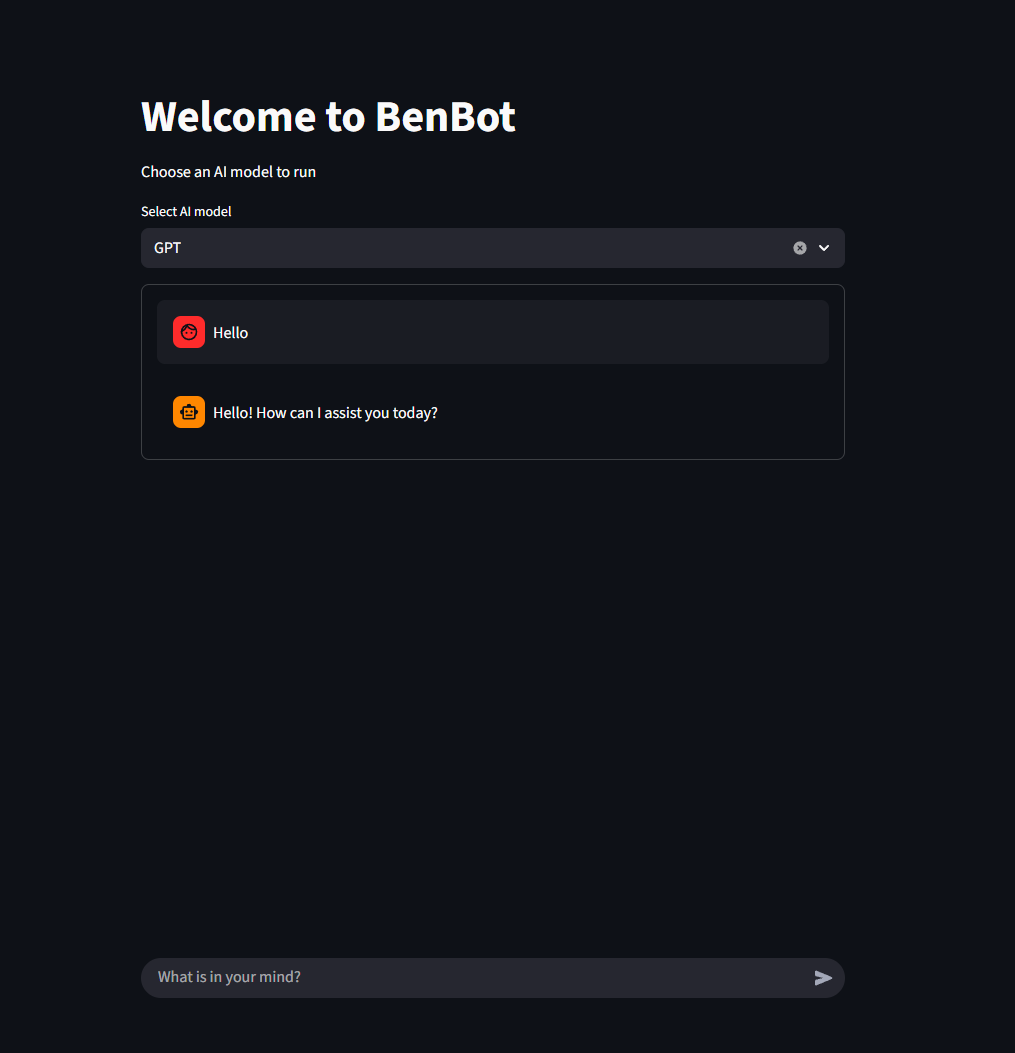 Welcome to BenBot
Choose an AI model to run
Select AI model
GPT
Hello
Hello! How can I assist you today?
What is in your mind?